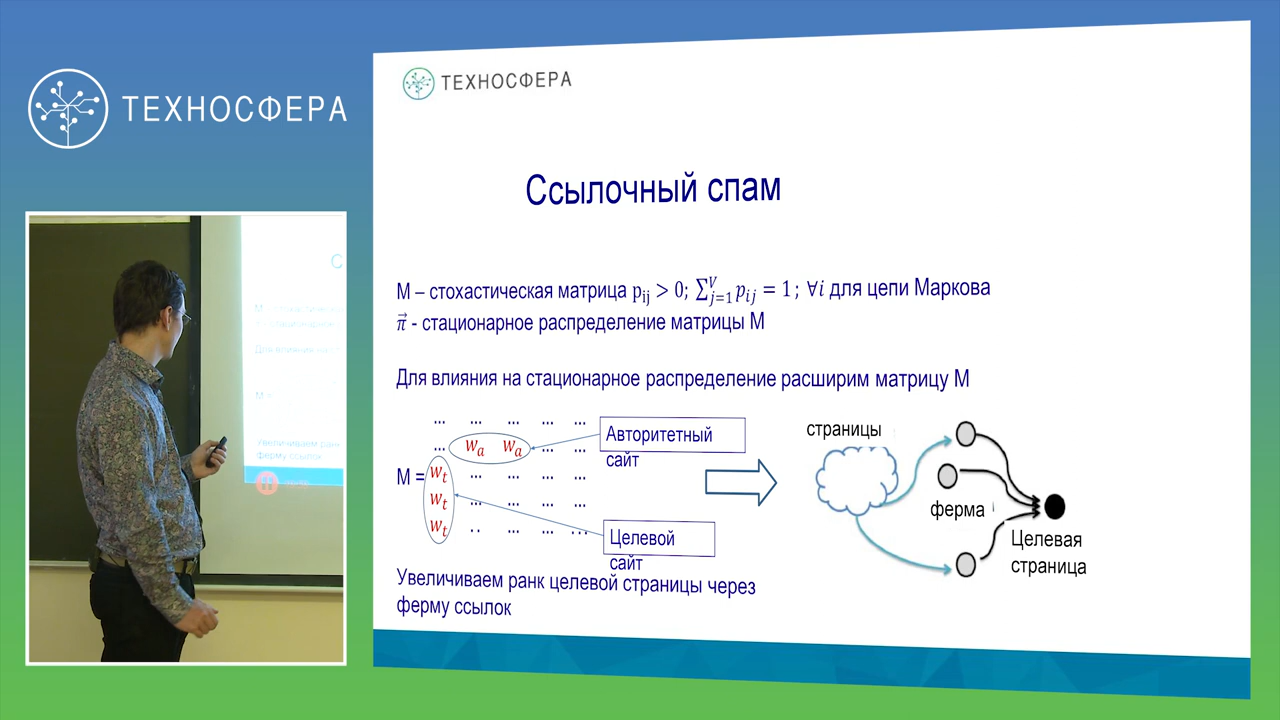 ТЕХНОСФЕРА
ТЕХНОСФЕРА
Ссылочный спам
М – стохастическая матрица p_ij > 0; ∑_{j=1}^{V} p_{ij} = 1 ; ∀i для цепи Маркова
π⃗ - стационарное распределение матрицы М
Для влияния на стационарное распределение расширим матрицу М
... ... ... ... ...
... w_a w_a ... ...
М = w_t ... ... ... ...
w_t ... ... ... ...
w_t .. ... ... ...
Авторитетный
сайт
Целевой
сайт
страницы
ферма
Целевая
страница
Увеличиваем ранк целевой страницы через
ферму ссылок